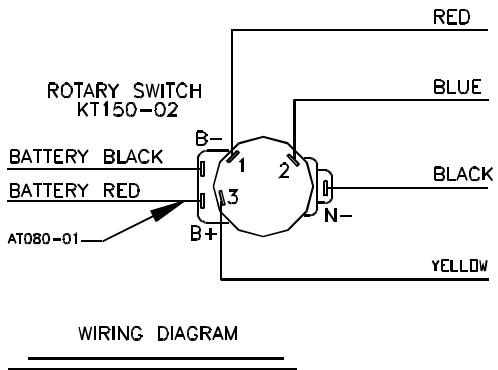 RED
BLUE
ROTARY SWITCH
KT150-02
B-
BATTERY BLACK
1
2
BLACK
BATTERY RED
3
N-
B+
AT080-01
YELLOW
WIRING DIAGRAM